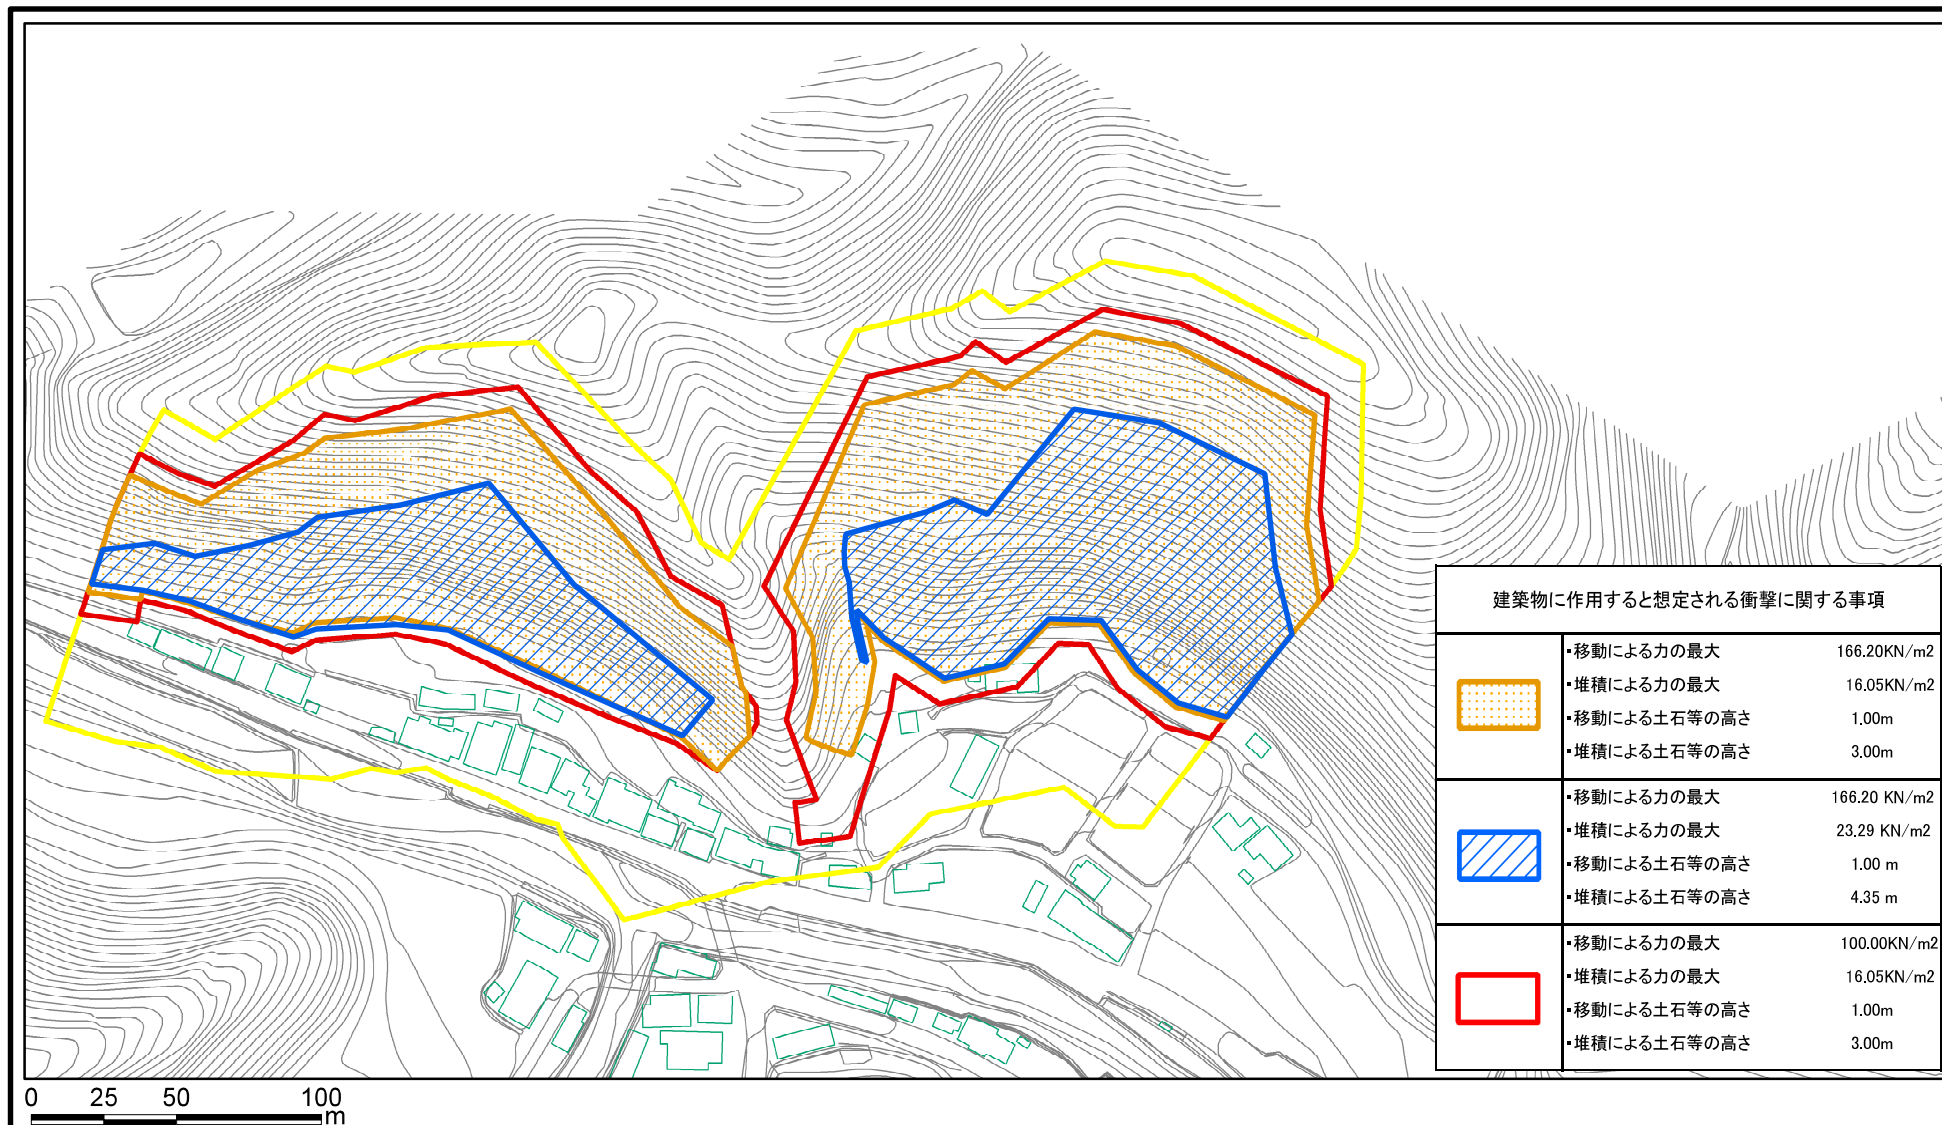 建築物に作用すると想定される衝撃に関する事項
・移動による力の最大 166.20KN/m2
・堆積による力の最大 16.05KN/m2
・移動による土石等の高さ 1.00m
・堆積による土石等の高さ 3.00m
・移動による力の最大 166.20 KN/m2
・堆積による力の最大 23.29 KN/m2
・移動による土石等の高さ 1.00 m
・堆積による土石等の高さ 4.35 m
・移動による力の最大 100.00KN/m2
・堆積による力の最大 16.05KN/m2
・移動による土石等の高さ 1.00m
・堆積による土石等の高さ 3.00m
0 25 50 100
m